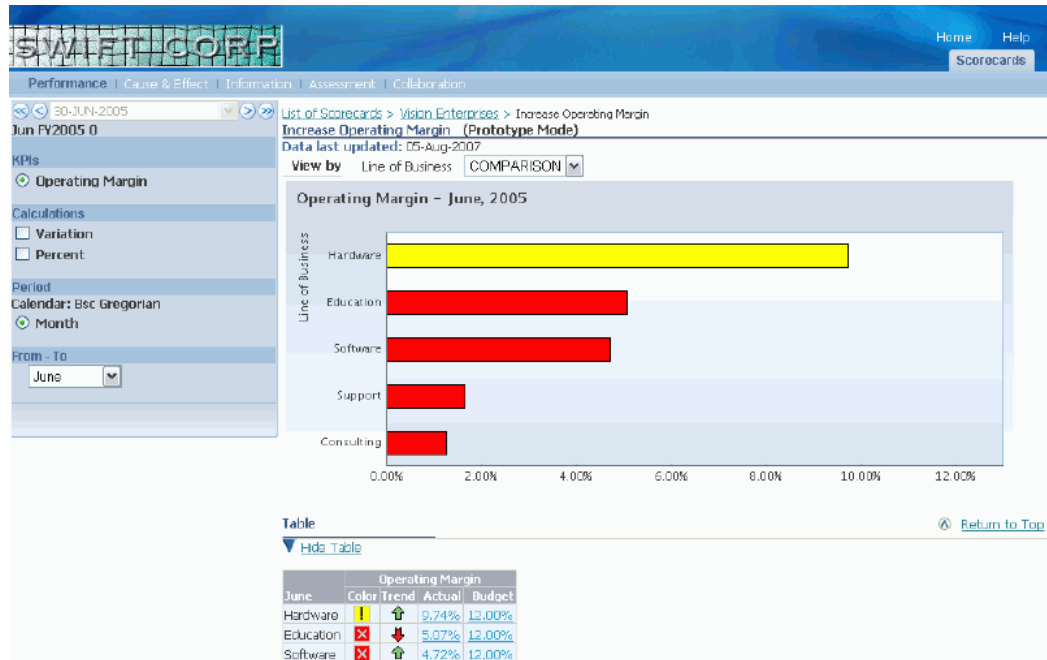 SWIFT CORP
Home Help
Scorecards
Performance | Cause & Effect | Information | Assessment | Collaboration
30-JUN-2005
Jun FY2005 0
KPIs
Operating Margin
Calculations
Variation
Percent
Period
Calendar: Bsc Gregorian
Month
From - To
June
List of Scorecards > Vision Enterprises > Increase Operating Margin
Increase Operating Margin (Prototype Mode)
Data last updated: 05-Aug-2007
View by Line of Business COMPARISON
Operating Margin - June, 2005
Line of Business
Hardware
Education
Software
Support
Consulting
0.00% 2.00% 4.00% 6.00% 8.00% 10.00% 12.00%
Table
Return to Top
Hide Table
Operating Margin
June Color Trend Actual Budget
Hardware ! 9.74% 12.00%
Education 5.07% 12.00%
Software 4.72% 12.00%